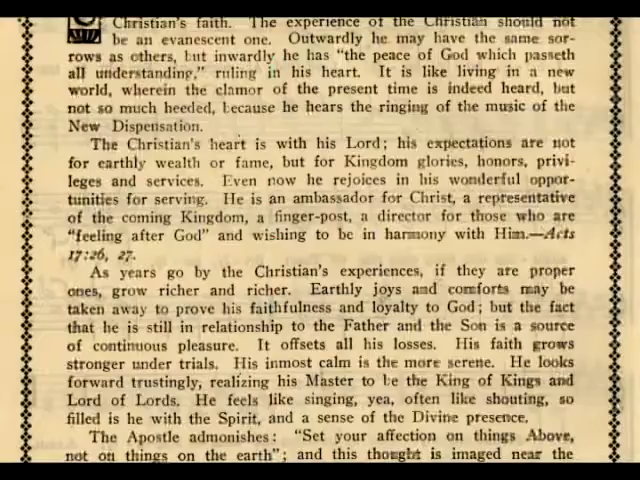 Christian's faith. The experience of the Christian should not
be an evanescent one. Outwardly he may have the same sor-
rows as others, but inwardly he has "the peace of God which passeth
all understanding," ruling in his heart. It is like living in a new
world, wherein the clamor of the present time is indeed heard, but
not so much heeded, because he hears the ringing of the music of the
New Dispensation.
The Christian's heart is with his Lord; his expectations are not
for earthly wealth or fame, but for Kingdom glories, honors, privi-
leges and services. Even now he rejoices in his wonderful oppor-
tunities for serving. He is an ambassador for Christ, a representative
of the coming Kingdom, a finger-post, a director for those who are
"feeling after God" and wishing to be in harmony with Him.—Acts
17:26, 27.
As years go by the Christian's experiences, if they are proper
ones, grow richer and richer. Earthly joys and comforts may be
taken away to prove his faithfulness and loyalty to God; but the fact
that he is still in relationship to the Father and the Son is a source
of continuous pleasure. It offsets all his losses. His faith grows
stronger under trials. His inmost calm is the more serene. He looks
forward trustingly, realizing his Master to be the King of Kings and
Lord of Lords. He feels like singing, yea, often like shouting, so
filled is he with the Spirit, and a sense of the Divine presence.
The Apostle admonishes: "Set your affection on things Above,
not on things on the earth"; and this thought is imaged near the